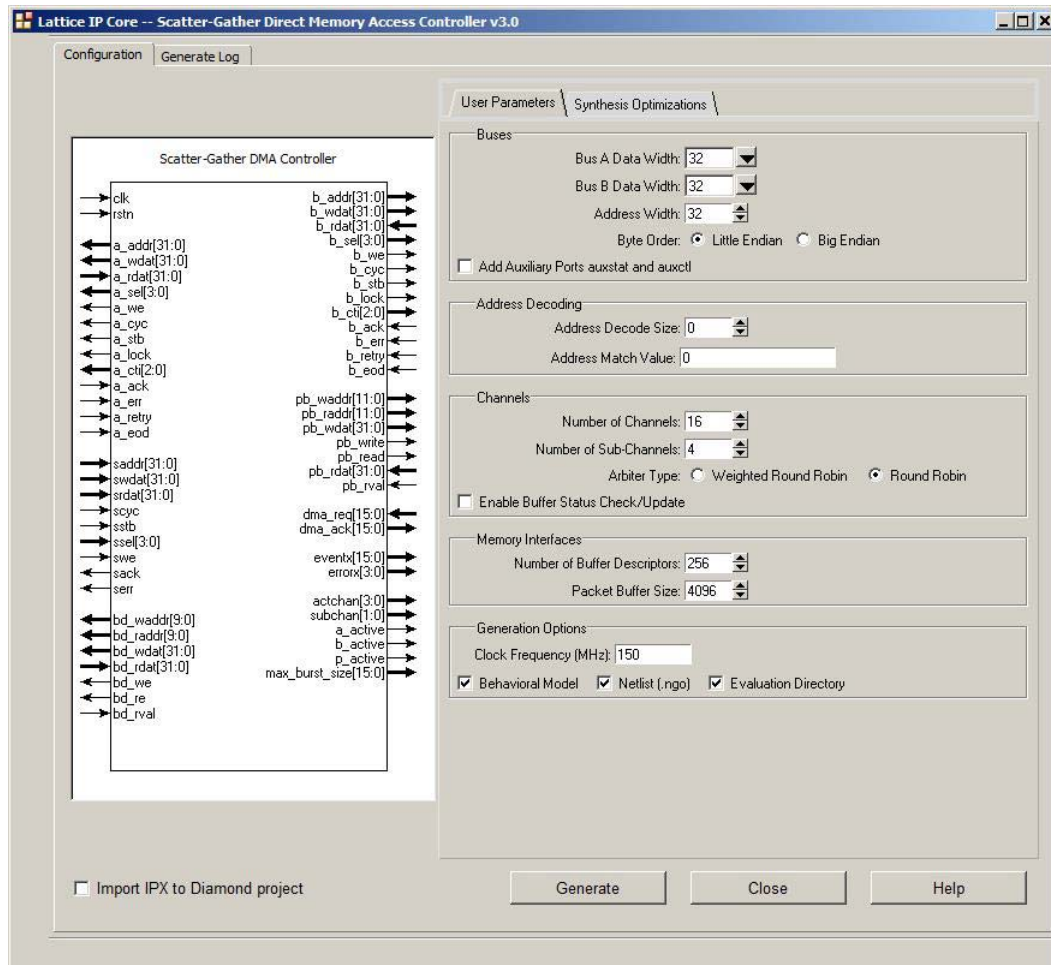 Lattice IP Core -- Scatter-Gather Direct Memory Access Controller v3.0
Configuration
Generate Log
Scatter-Gather DMA Controller
clk
rstn
a_addr[31:0]
a_wdat[31:0]
a_rdat[31:0]
a_sel[3:0]
a_we
a_cyc
a_stb
a_lock
a_cti[2:0]
a_ack
a_err
a_retry
a_eod
saddr[31:0]
swdat[31:0]
srdat[31:0]
scyc
sstb
ssel[3:0]
swe
sack
serr
bd_waddr[9:0]
bd_raddr[9:0]
bd_wdat[31:0]
bd_rdat[31:0]
bd_we
bd_re
bd_rval
b_addr[31:0]
b_wdat[31:0]
b_rdat[31:0]
b_sel[3:0]
b_we
b_cyc
b_stb
b_lock
b_cti[2:0]
b_ack
b_err
b_retry
b_eod
pb_waddr[11:0]
pb_raddr[11:0]
pb_wdat[31:0]
pb_write
pb_read
pb_rdat[31:0]
pb_rval
dma_req[15:0]
dma_ack[15:0]
eventx[15:0]
errorx[3:0]
actchan[3:0]
subchan[1:0]
a_active
b_active
p_active
max_burst_size[15:0]
User Parameters
Synthesis Optimizations
Buses
Bus A Data Width: 32
Bus B Data Width: 32
Address Width: 32
Byte Order: Little Endian Big Endian
Add Auxiliary Ports auxstat and auxctl
Address Decoding
Address Decode Size: 0
Address Match Value: 0
Channels
Number of Channels: 16
Number of Sub-Channels: 4
Arbiter Type: Weighted Round Robin Round Robin
Enable Buffer Status Check/Update
Memory Interfaces
Number of Buffer Descriptors: 256
Packet Buffer Size: 4096
Generation Options
Clock Frequency (MHz): 150
Behavioral Model Netlist (.ngo) Evaluation Directory
Import IPX to Diamond project
Generate
Close
Help